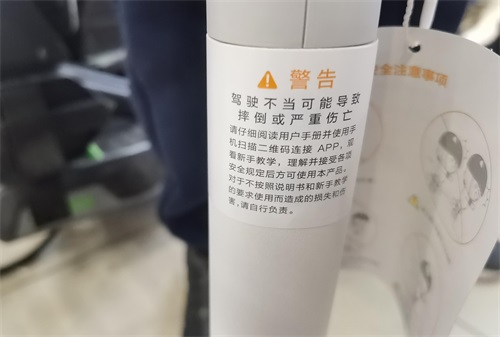 警告
驾驶不当可能导致
摔倒或严重伤亡
请仔细阅读用户手册并使用手
机扫描二维码连接 APP，观
看新手教学，理解并接受各项
安全规定后方可使用本产品。
对于不按照说明书和新手教学
的要求使用而造成的损失和伤
害，请自行负责。
安全注意事项